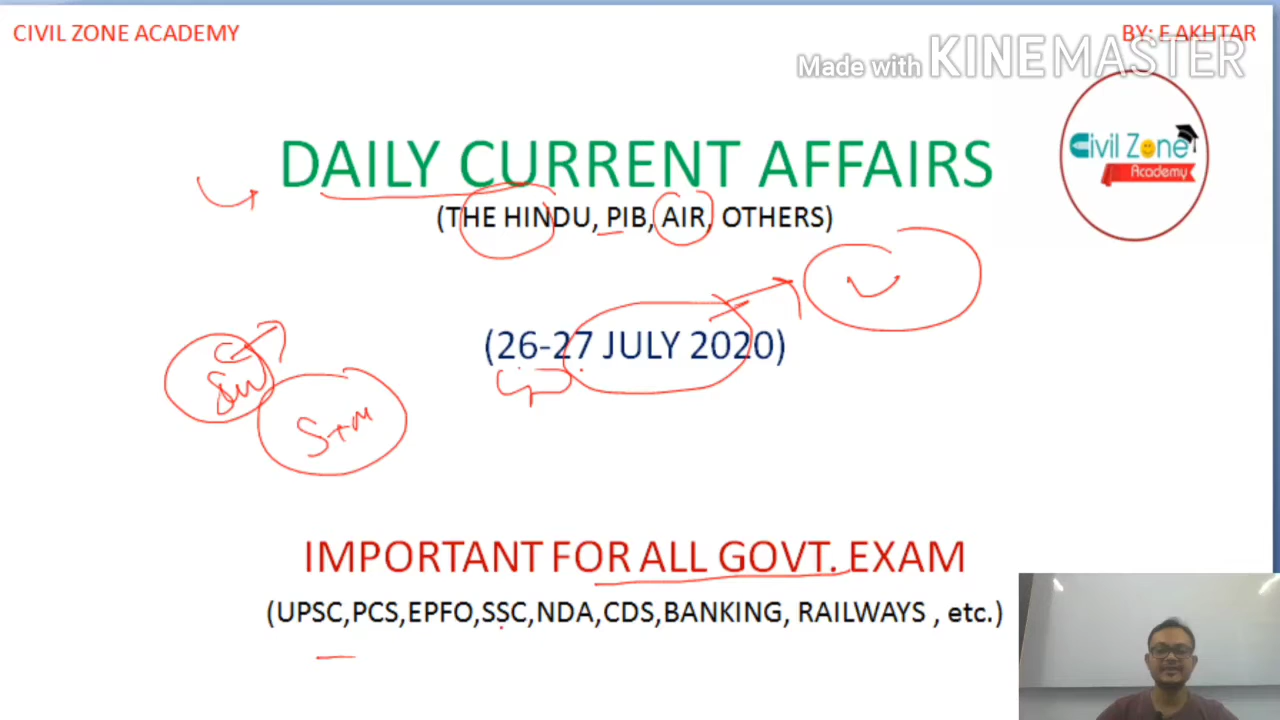 CIVIL ZONE ACADEMY
BY: E AKHTAR
Made with KINEMASTER
Civil Zone
Academy
DAILY CURRENT AFFAIRS
(THE HINDU, PIB, AIR, OTHERS)
(26-27 JULY 2020)
S+M
IMPORTANT FOR ALL GOVT. EXAM
(UPSC,PCS,EPFO,SSC,NDA,CDS,BANKING, RAILWAYS , etc.)